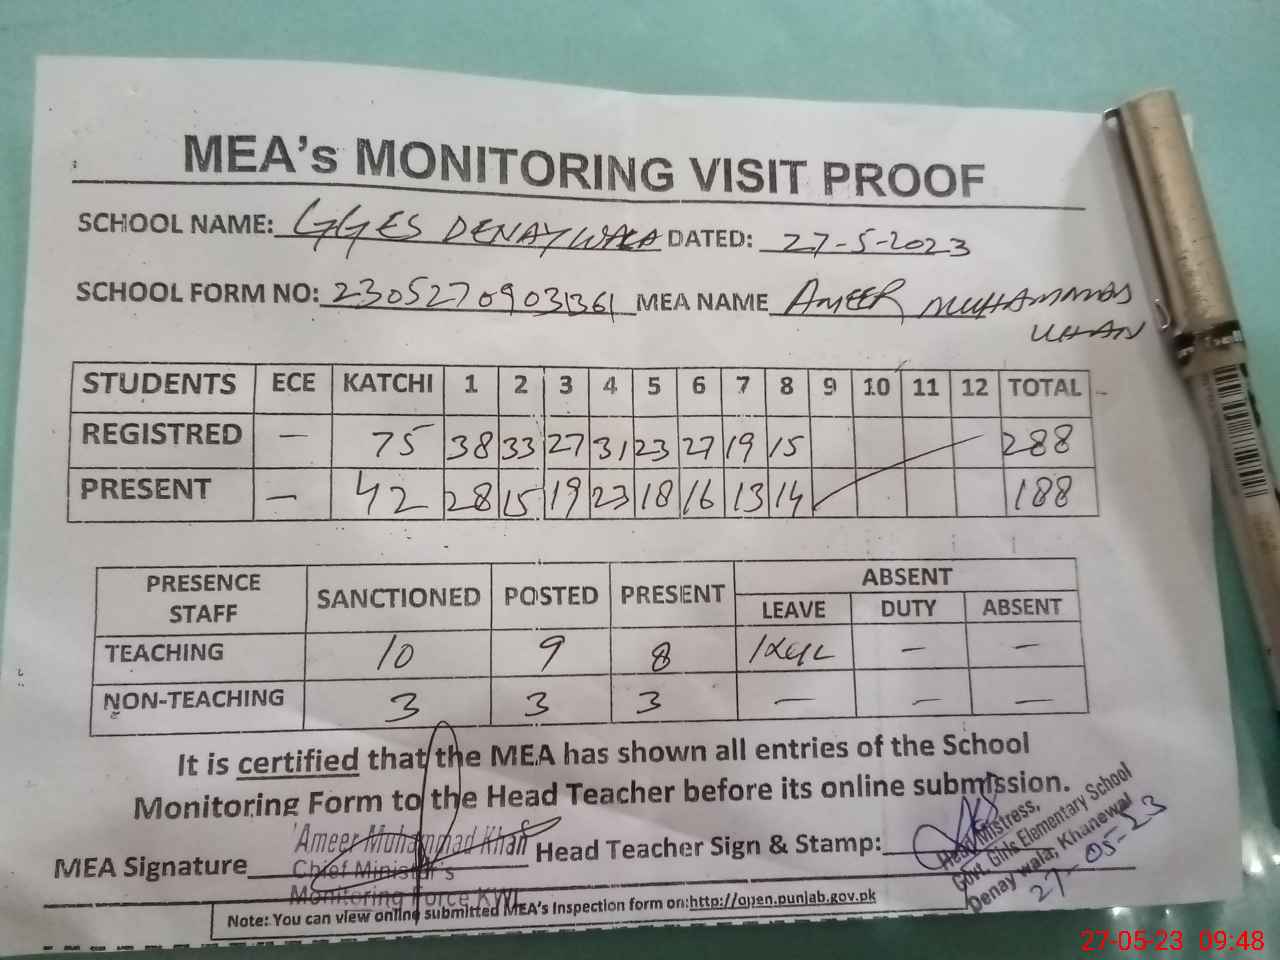 MEA's MONITORING VISIT PROOF
SCHOOL NAME: GGES DENAYWALA DATED: 27-5-2023
SCHOOL FORM NO: 23052709031361 MEA NAME AMEER MUHAMMAD
KHAN
STUDENTS ECE KATCHI 1 2 3 4 5 6 7 8 9 10 11 12 TOTAL
REGISTRED — 75 38 33 27 31 23 27 19 15 288
PRESENT — 42 28 15 19 23 18 16 13 14 188
PRESENCE STAFF SANCTIONED POSTED PRESENT ABSENT
LEAVE DUTY ABSENT
TEACHING 10 9 8 — —
NON-TEACHING 3 3 3 — — —
It is certified that the MEA has shown all entries of the School
Monitoring Form to the Head Teacher before its online submission.
MEA Signature Ameer Muhammad Khan
Chief Minister's
Monitoring Force KWL
Head Teacher Sign & Stamp: Head Mistress,
Govt. Girls Elementary School
Denay wala, Khanewal
27-05-23
Note: You can view online submitted MEA's Inspection form on:http://open.punjab.gov.pk
27-05-23 09:48